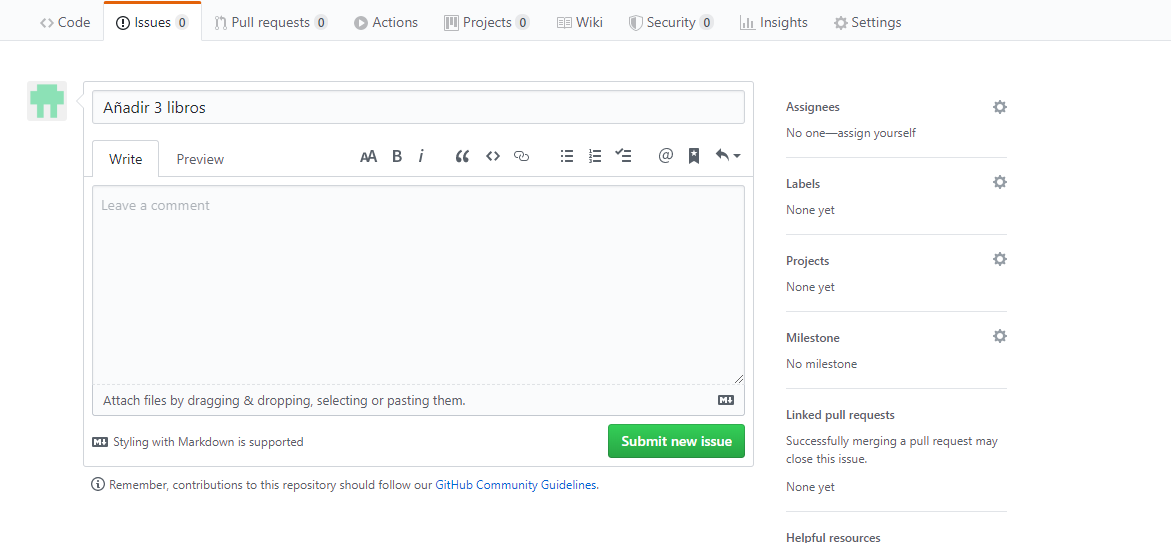 Code Issues 0 Pull requests 0 Actions Projects 0 Wiki Security 0 Insights Settings
Añadir 3 libros
Write Preview AA B i @
Leave a comment
Attach files by dragging & dropping, selecting or pasting them.
Styling with Markdown is supported
Submit new issue
Remember, contributions to this repository should follow our GitHub Community Guidelines.
Assignees
No one—assign yourself
Labels
None yet
Projects
None yet
Milestone
No milestone
Linked pull requests
Successfully merging a pull request may
close this issue.
None yet
Helpful resources